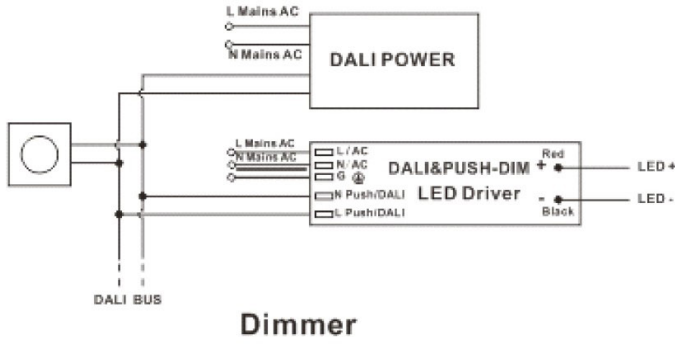 L Mains AC
N Mains AC
DALI POWER
L Mains AC
N Mains AC
L/AC
N/AC
G
N Push/DALI
L Push/DALI
DALI&PUSH-DIM
LED Driver
Red
+
-
Black
LED +
LED -
DALI BUS
Dimmer